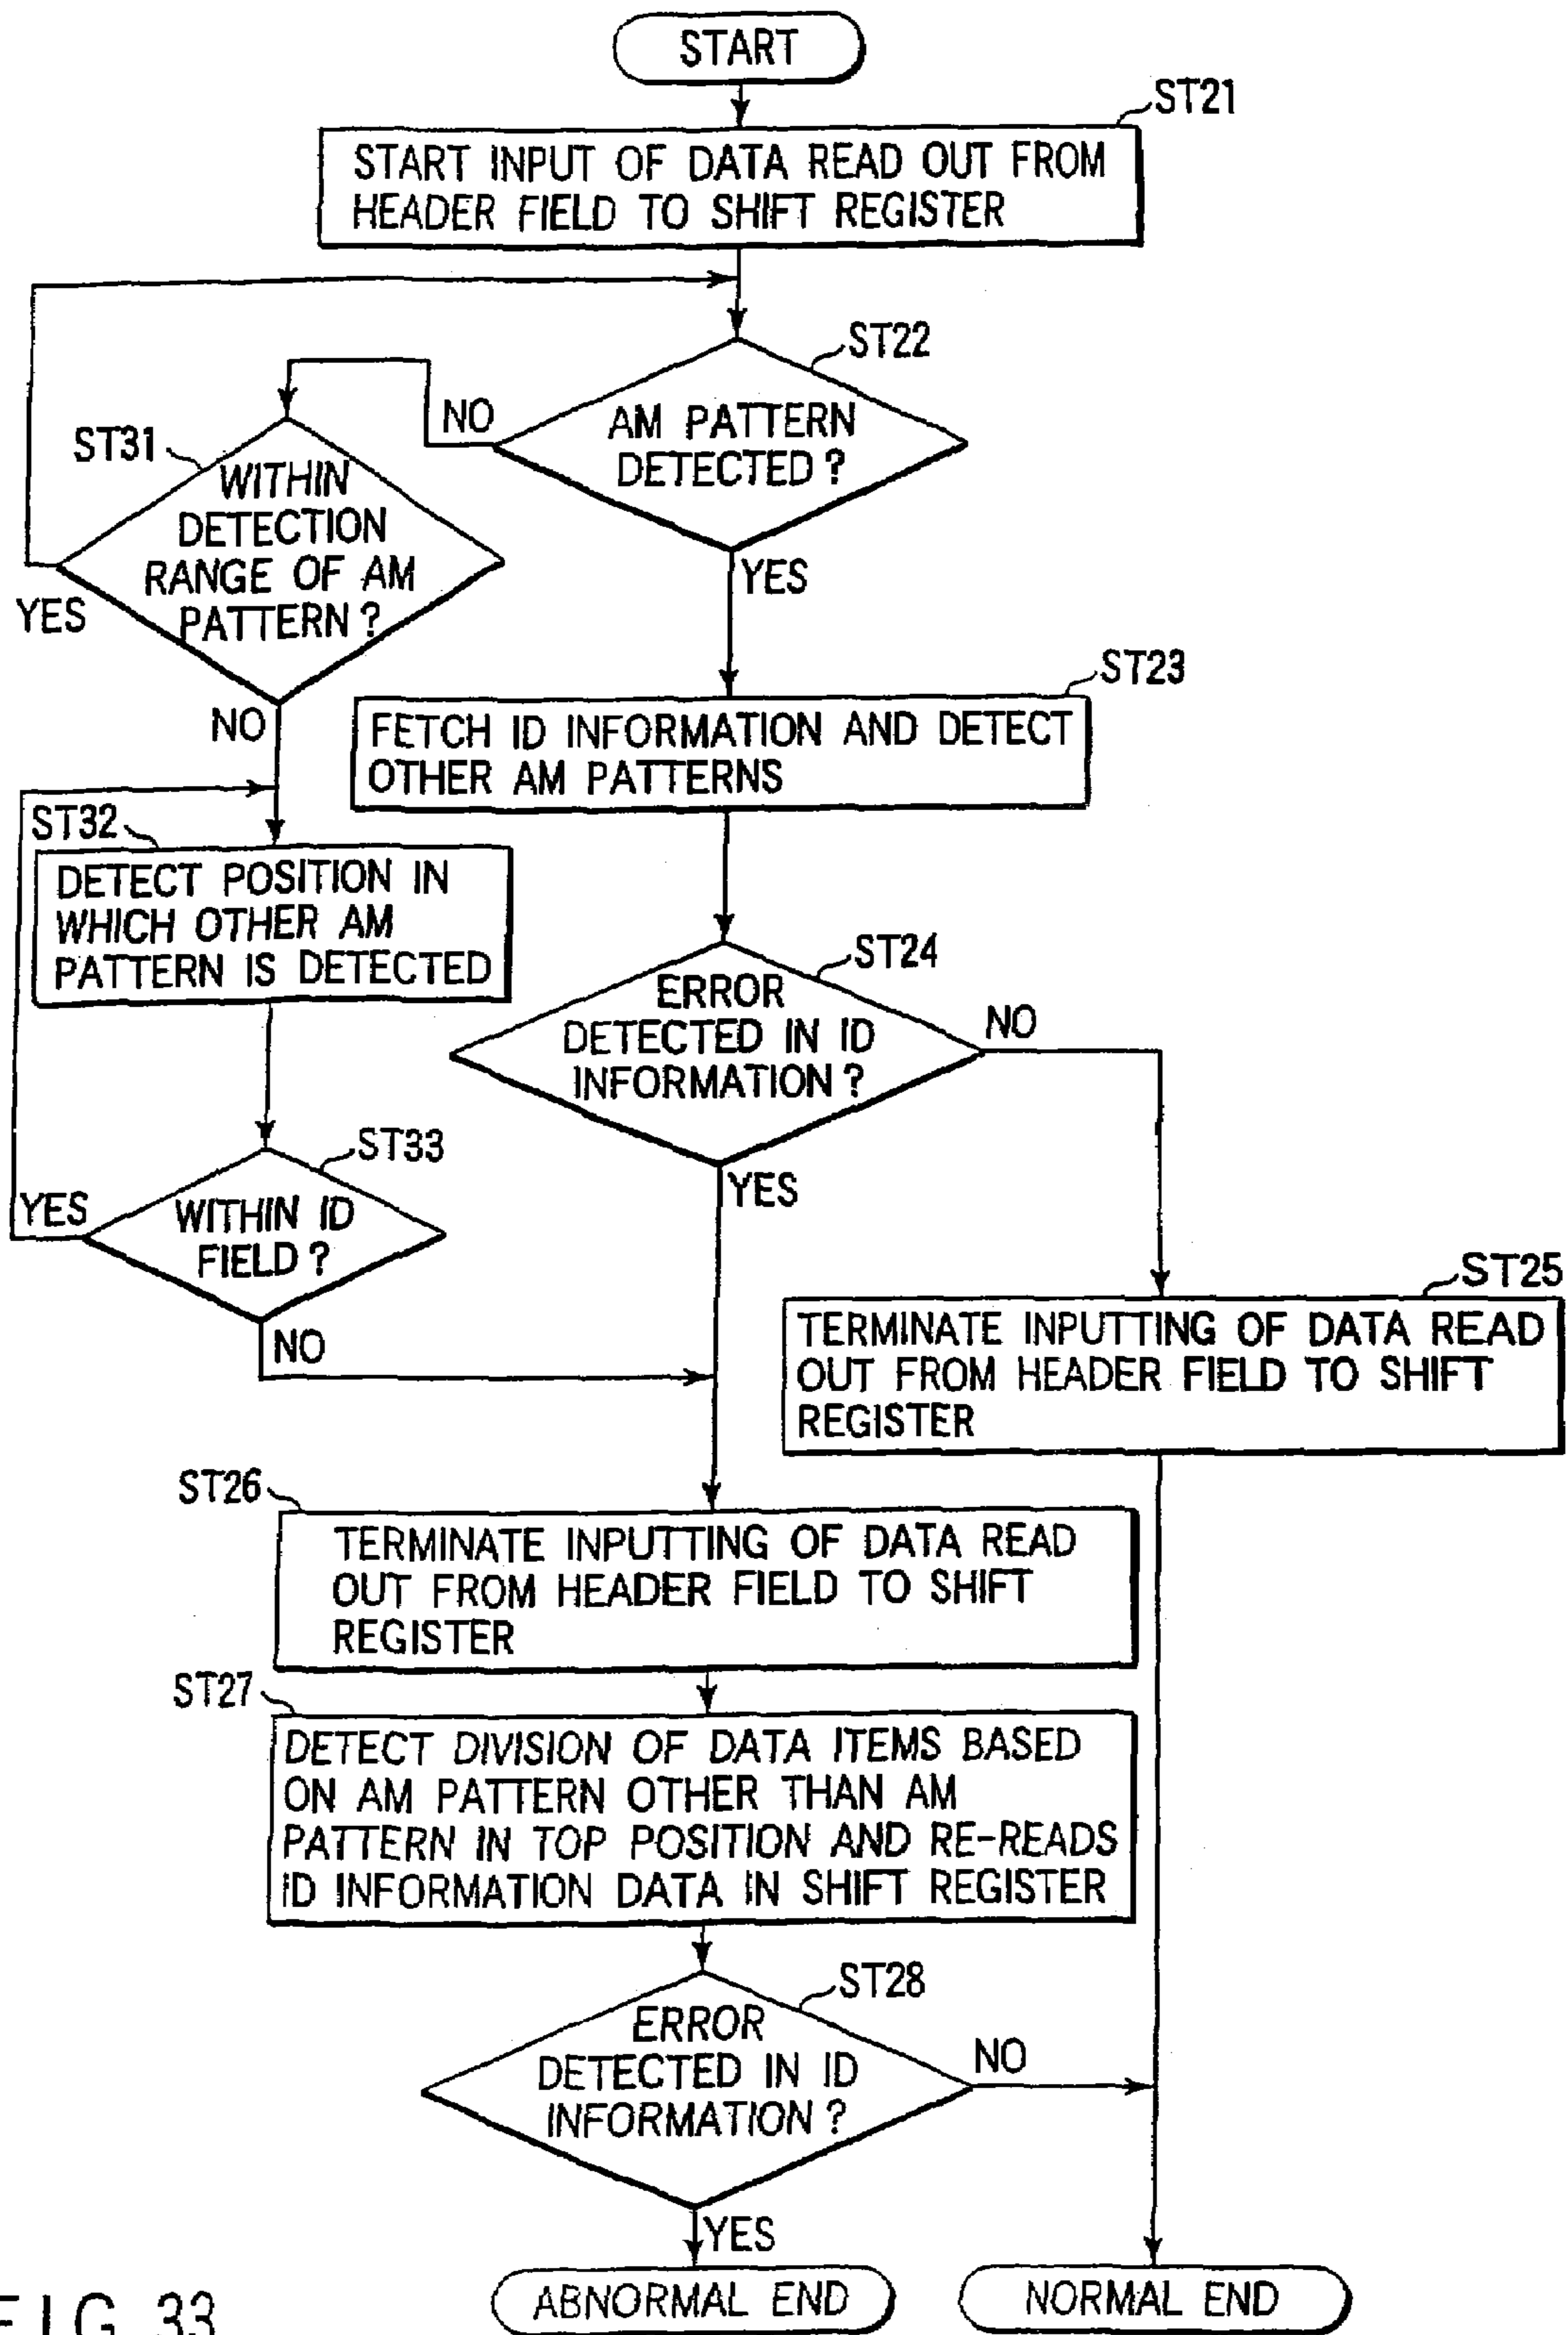 START
ST21
START INPUT OF DATA READ OUT FROM
HEADER FIELD TO SHIFT REGISTER
ST22
AM PATTERN
DETECTED?
NO
YES
ST31
WITHIN
DETECTION
RANGE OF AM
PATTERN?
YES
NO
ST23
FETCH ID INFORMATION AND DETECT
OTHER AM PATTERNS
ST32
DETECT POSITION IN
WHICH OTHER AM
PATTERN IS DETECTED
ST24
ERROR
DETECTED IN ID
INFORMATION?
NO
YES
ST33
WITHIN ID
FIELD?
YES
NO
ST25
TERMINATE INPUTTING OF DATA READ
OUT FROM HEADER FIELD TO SHIFT
REGISTER
ST26
TERMINATE INPUTTING OF DATA READ
OUT FROM HEADER FIELD TO SHIFT
REGISTER
ST27
DETECT DIVISION OF DATA ITEMS BASED
ON AM PATTERN OTHER THAN AM
PATTERN IN TOP POSITION AND RE-READS
ID INFORMATION DATA IN SHIFT REGISTER
ST28
ERROR
DETECTED IN ID
INFORMATION?
NO
YES
ABNORMAL END
NORMAL END
FIG. 33